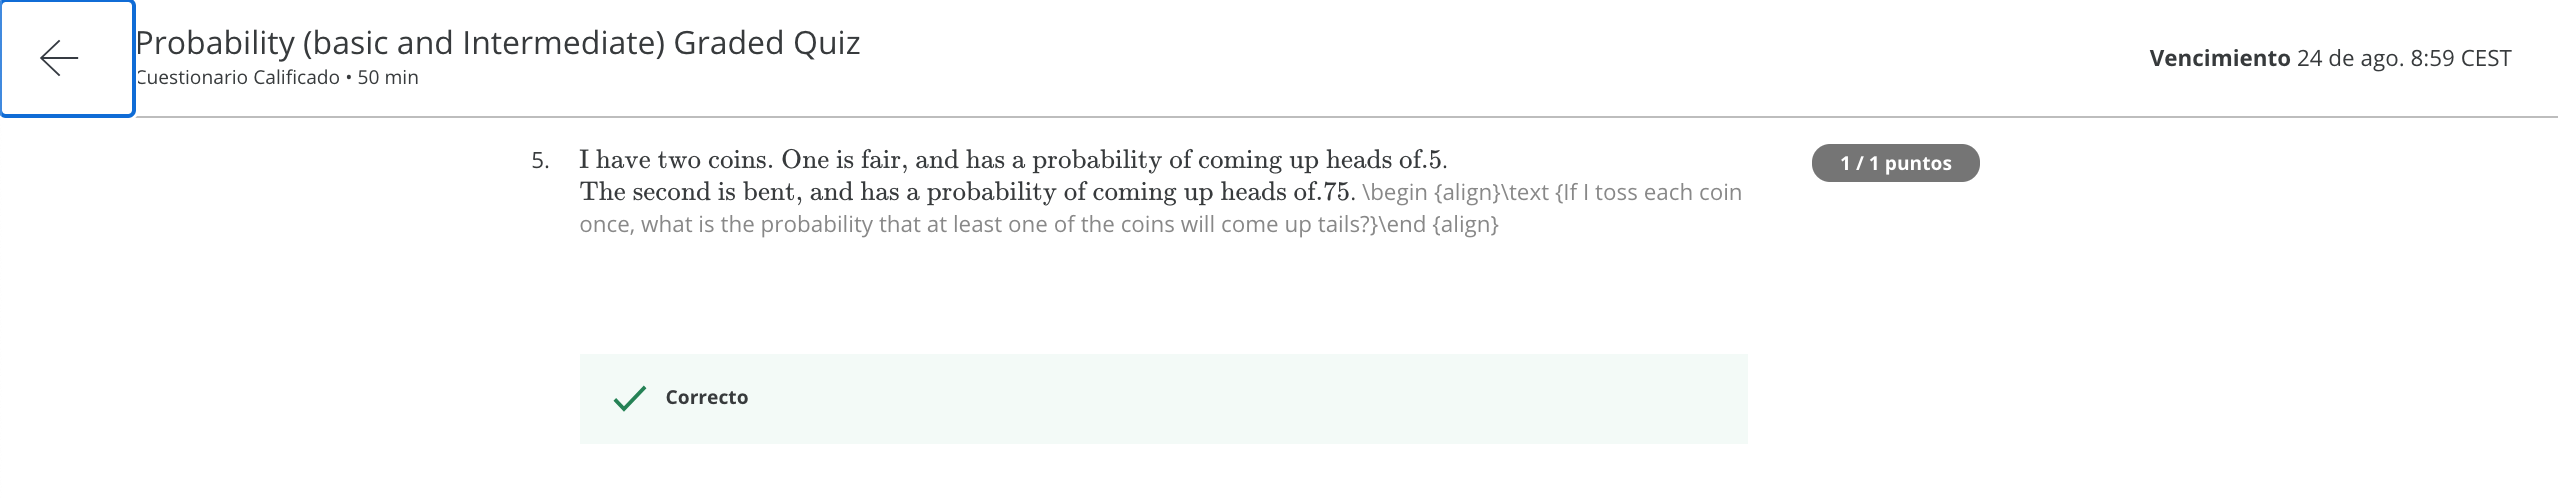 Probability (basic and Intermediate) Graded Quiz
Cuestionario Calificado • 50 min
Vencimiento 24 de ago. 8:59 CEST
5. I have two coins. One is fair, and has a probability of coming up heads of.5.
The second is bent, and has a probability of coming up heads of.75. \begin {align}\text {If I toss each coin
once, what is the probability that at least one of the coins will come up tails?}\end {align}
1 / 1 puntos
Correcto